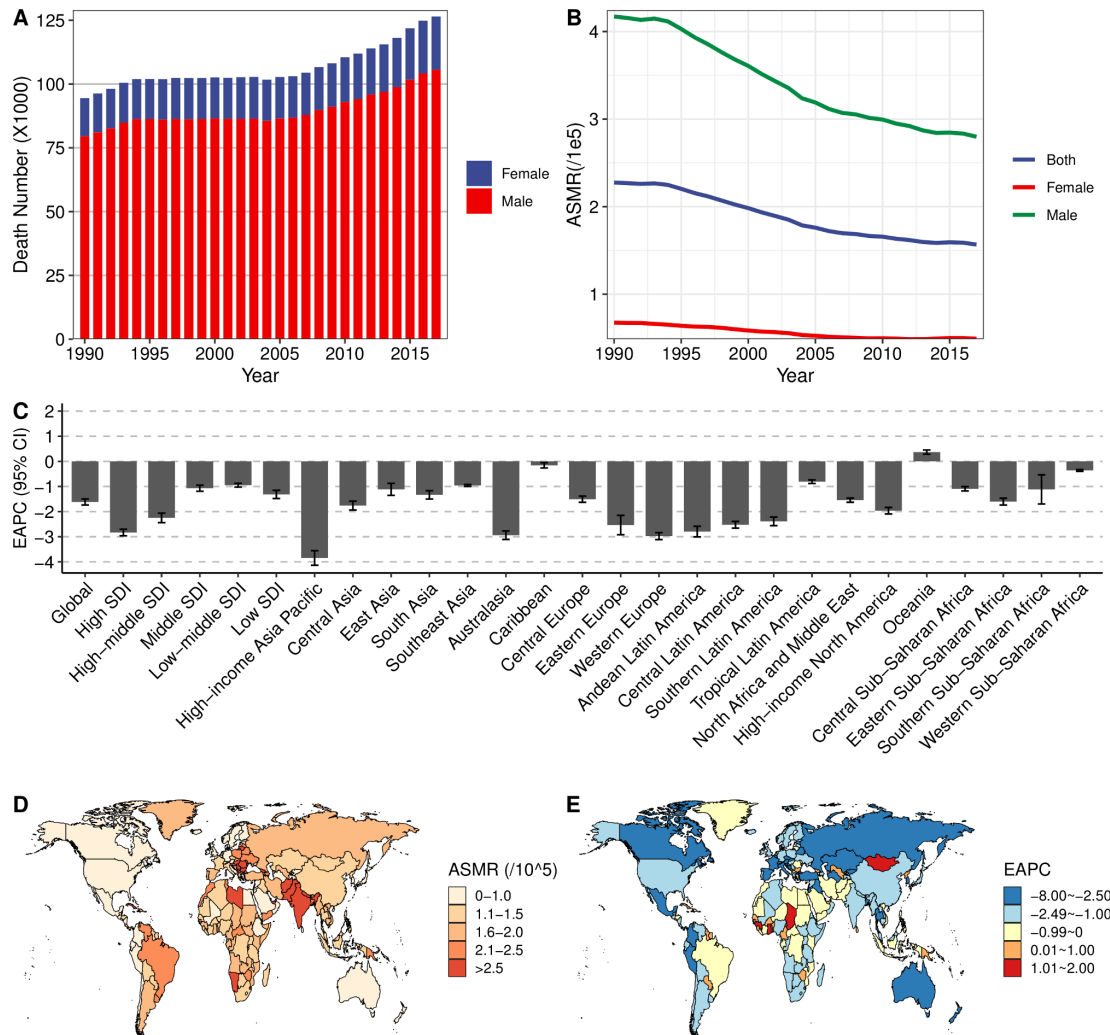 A
Death Number (X1000)
125
100
75
50
25
0
1990
1995
2000
2005
2010
2015
Year
Female
Male
B
ASMR(/1e5)
4
3
2
1
1990
1995
2000
2005
2010
2015
Year
Both
Female
Male
C
EAPC (95% CI)
2
1
0
−1
−2
−3
−4
Global
High SDI
High−middle SDI
Middle SDI
Low−middle SDI
Low SDI
High−income Asia Pacific
Central Asia
East Asia
South Asia
Southeast Asia
Australasia
Caribbean
Central Europe
Eastern Europe
Western Europe
Andean Latin America
Central Latin America
Southern Latin America
Tropical Latin America
North Africa and Middle East
High−income North America
Oceania
Central Sub−Saharan Africa
Eastern Sub−Saharan Africa
Southern Sub−Saharan Africa
Western Sub−Saharan Africa
D
ASMR (/10^5)
0−1.0
1.1−1.5
1.6−2.0
2.1−2.5
>2.5
E
EAPC
−8.00~−2.50
−2.49~−1.00
−0.99~0
0.01~1.00
1.01~2.00